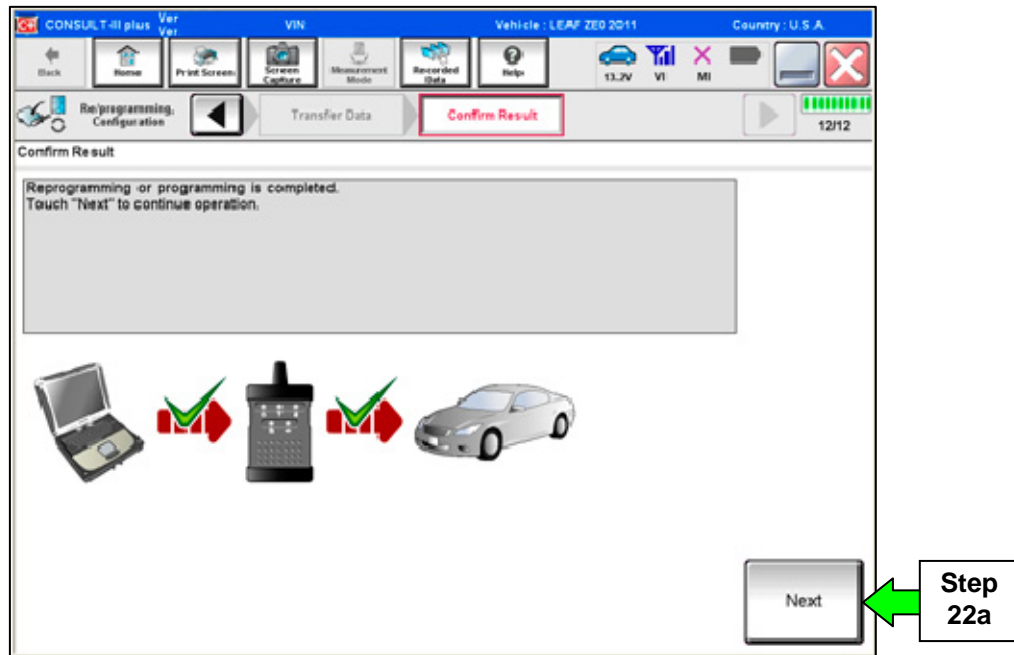 CONSULT-III plus Ver VIN Vehicle : LEAF ZE0 2011 Country : U.S.A.
Ver
Back Home Print Screen Screen Capture Measurement Mode Recorded Data Help 13.2V VI MI
Re/programming, Configuration Transfer Data Confirm Result 12/12
Confirm Result
Reprogramming or programming is completed.
Touch "Next" to continue operation.
Next
Step
22a